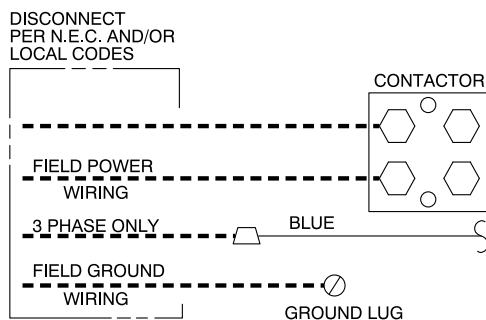 DISCONNECT
PER N.E.C. AND/OR
LOCAL CODES
CONTACTOR
FIELD POWER
WIRING
3 PHASE ONLY
BLUE
FIELD GROUND
WIRING
GROUND LUG